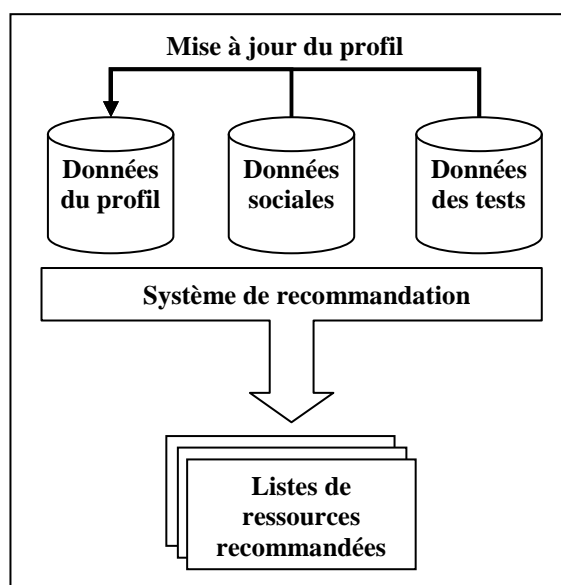 Mise à jour du profil
Données
du profil
Données
sociales
Données
des tests
Système de recommandation
Listes de
ressources
recommandées